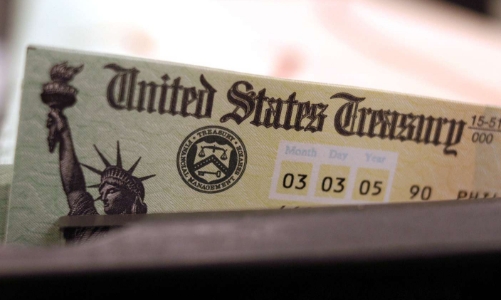 United States Treasury 15-51
000
Month Day Year
03 03 05 90